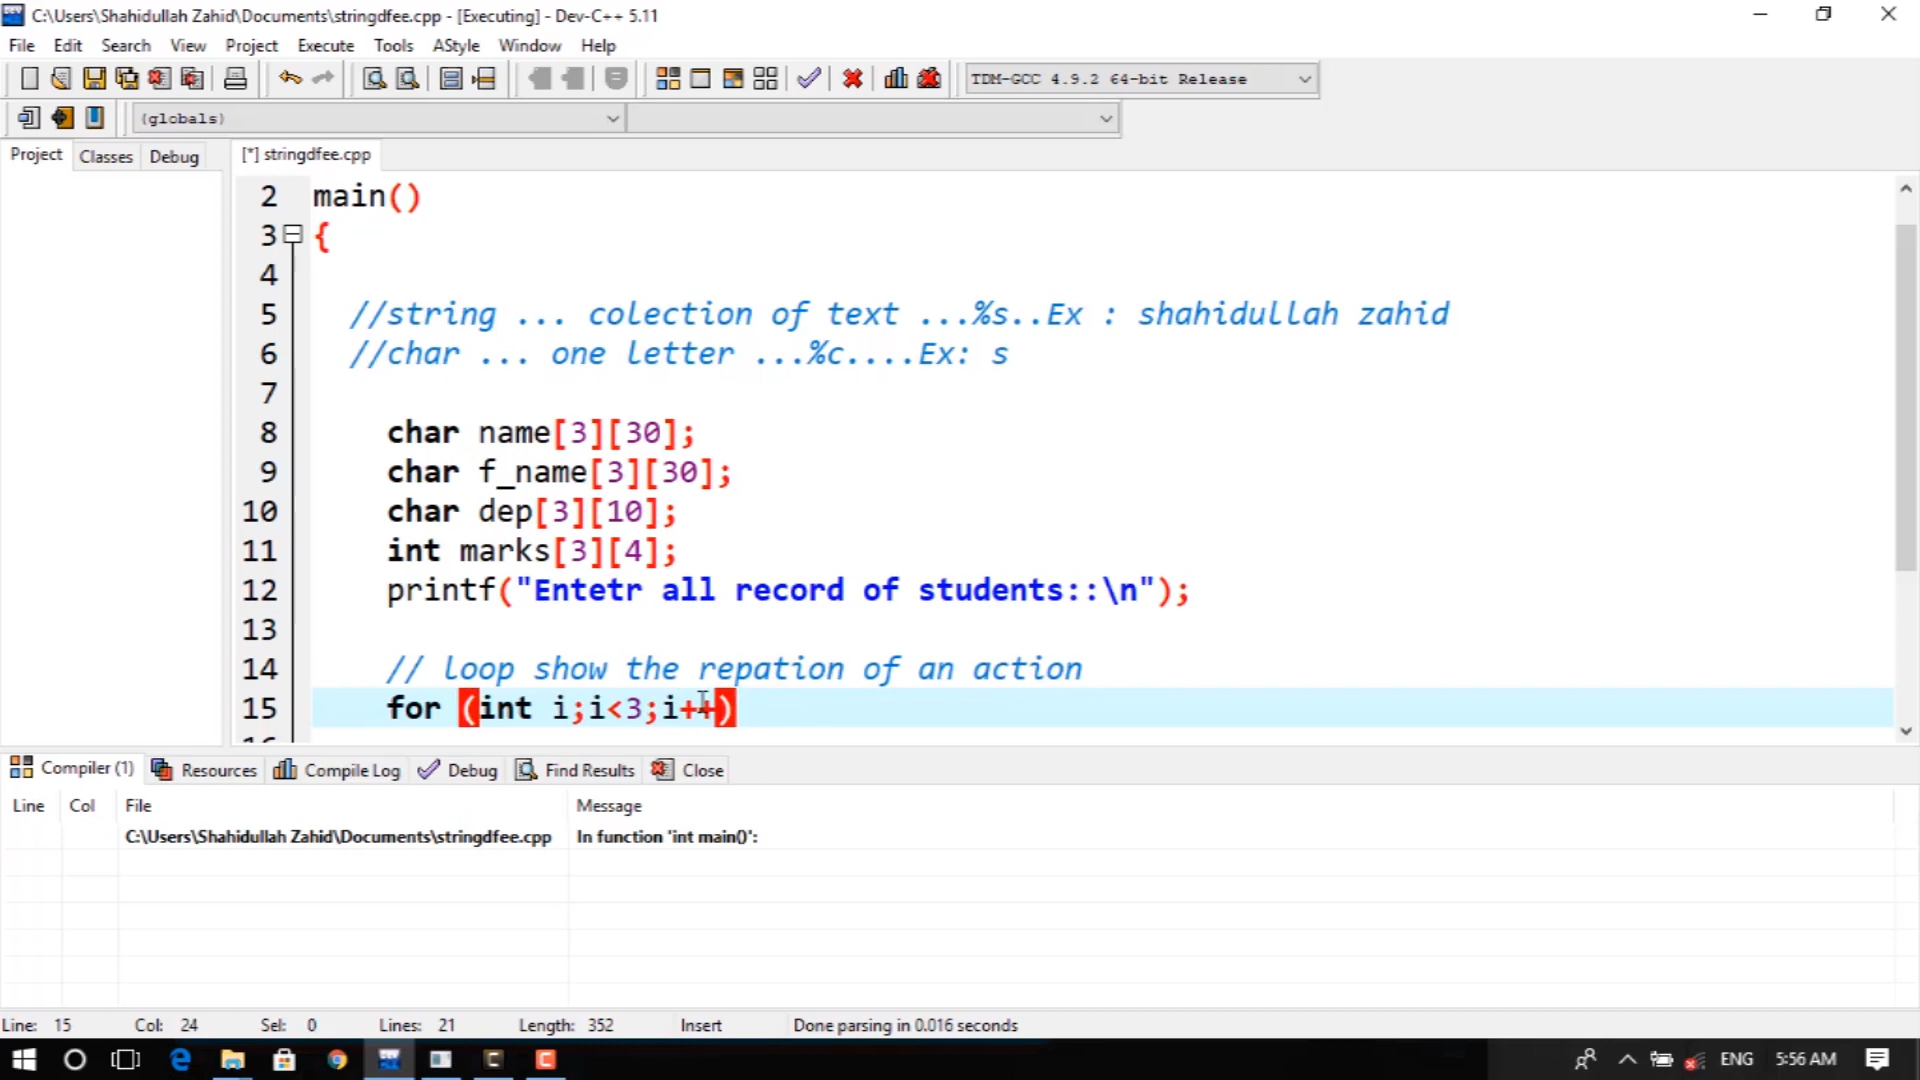 C:\Users\Shahidullah Zahid\Documents\stringdfee.cpp - [Executing] - Dev-C++ 5.11
File Edit Search View Project Execute Tools AStyle Window Help
TDM-GCC 4.9.2 64-bit Release
(globals)
Project Classes Debug [*] stringdfee.cpp
2 main()
3 {
4
5 //string ... colection of text ...%s..Ex : shahidullah zahid
6 //char ... one letter ...%c....Ex: s
7
8 char name[3][30];
9 char f_name[3][30];
10 char dep[3][10];
11 int marks[3][4];
12 printf("Entetr all record of students::\n");
13
14 // loop show the repation of an action
15 for (int i;i<3;i++)
Compiler (1) Resources Compile Log Debug Find Results Close
Line Col File Message
C:\Users\Shahidullah Zahid\Documents\stringdfee.cpp In function 'int main()':
Line: 15 Col: 24 Sel: 0 Lines: 21 Length: 352 Insert Done parsing in 0.016 seconds
ENG 5:56 AM